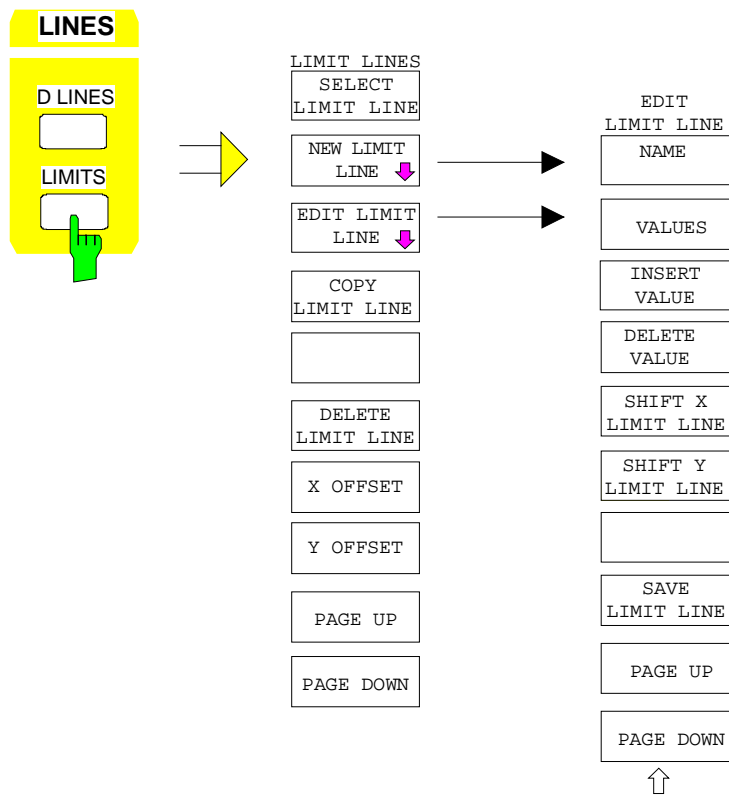 LINES
D LINES
LIMITS
LIMIT LINES
SELECT
LIMIT LINE
NEW LIMIT
LINE
EDIT LIMIT
LINE
COPY
LIMIT LINE
DELETE
LIMIT LINE
X OFFSET
Y OFFSET
PAGE UP
PAGE DOWN
EDIT
LIMIT LINE
NAME
VALUES
INSERT
VALUE
DELETE
VALUE
SHIFT X
LIMIT LINE
SHIFT Y
LIMIT LINE
SAVE
LIMIT LINE
PAGE UP
PAGE DOWN